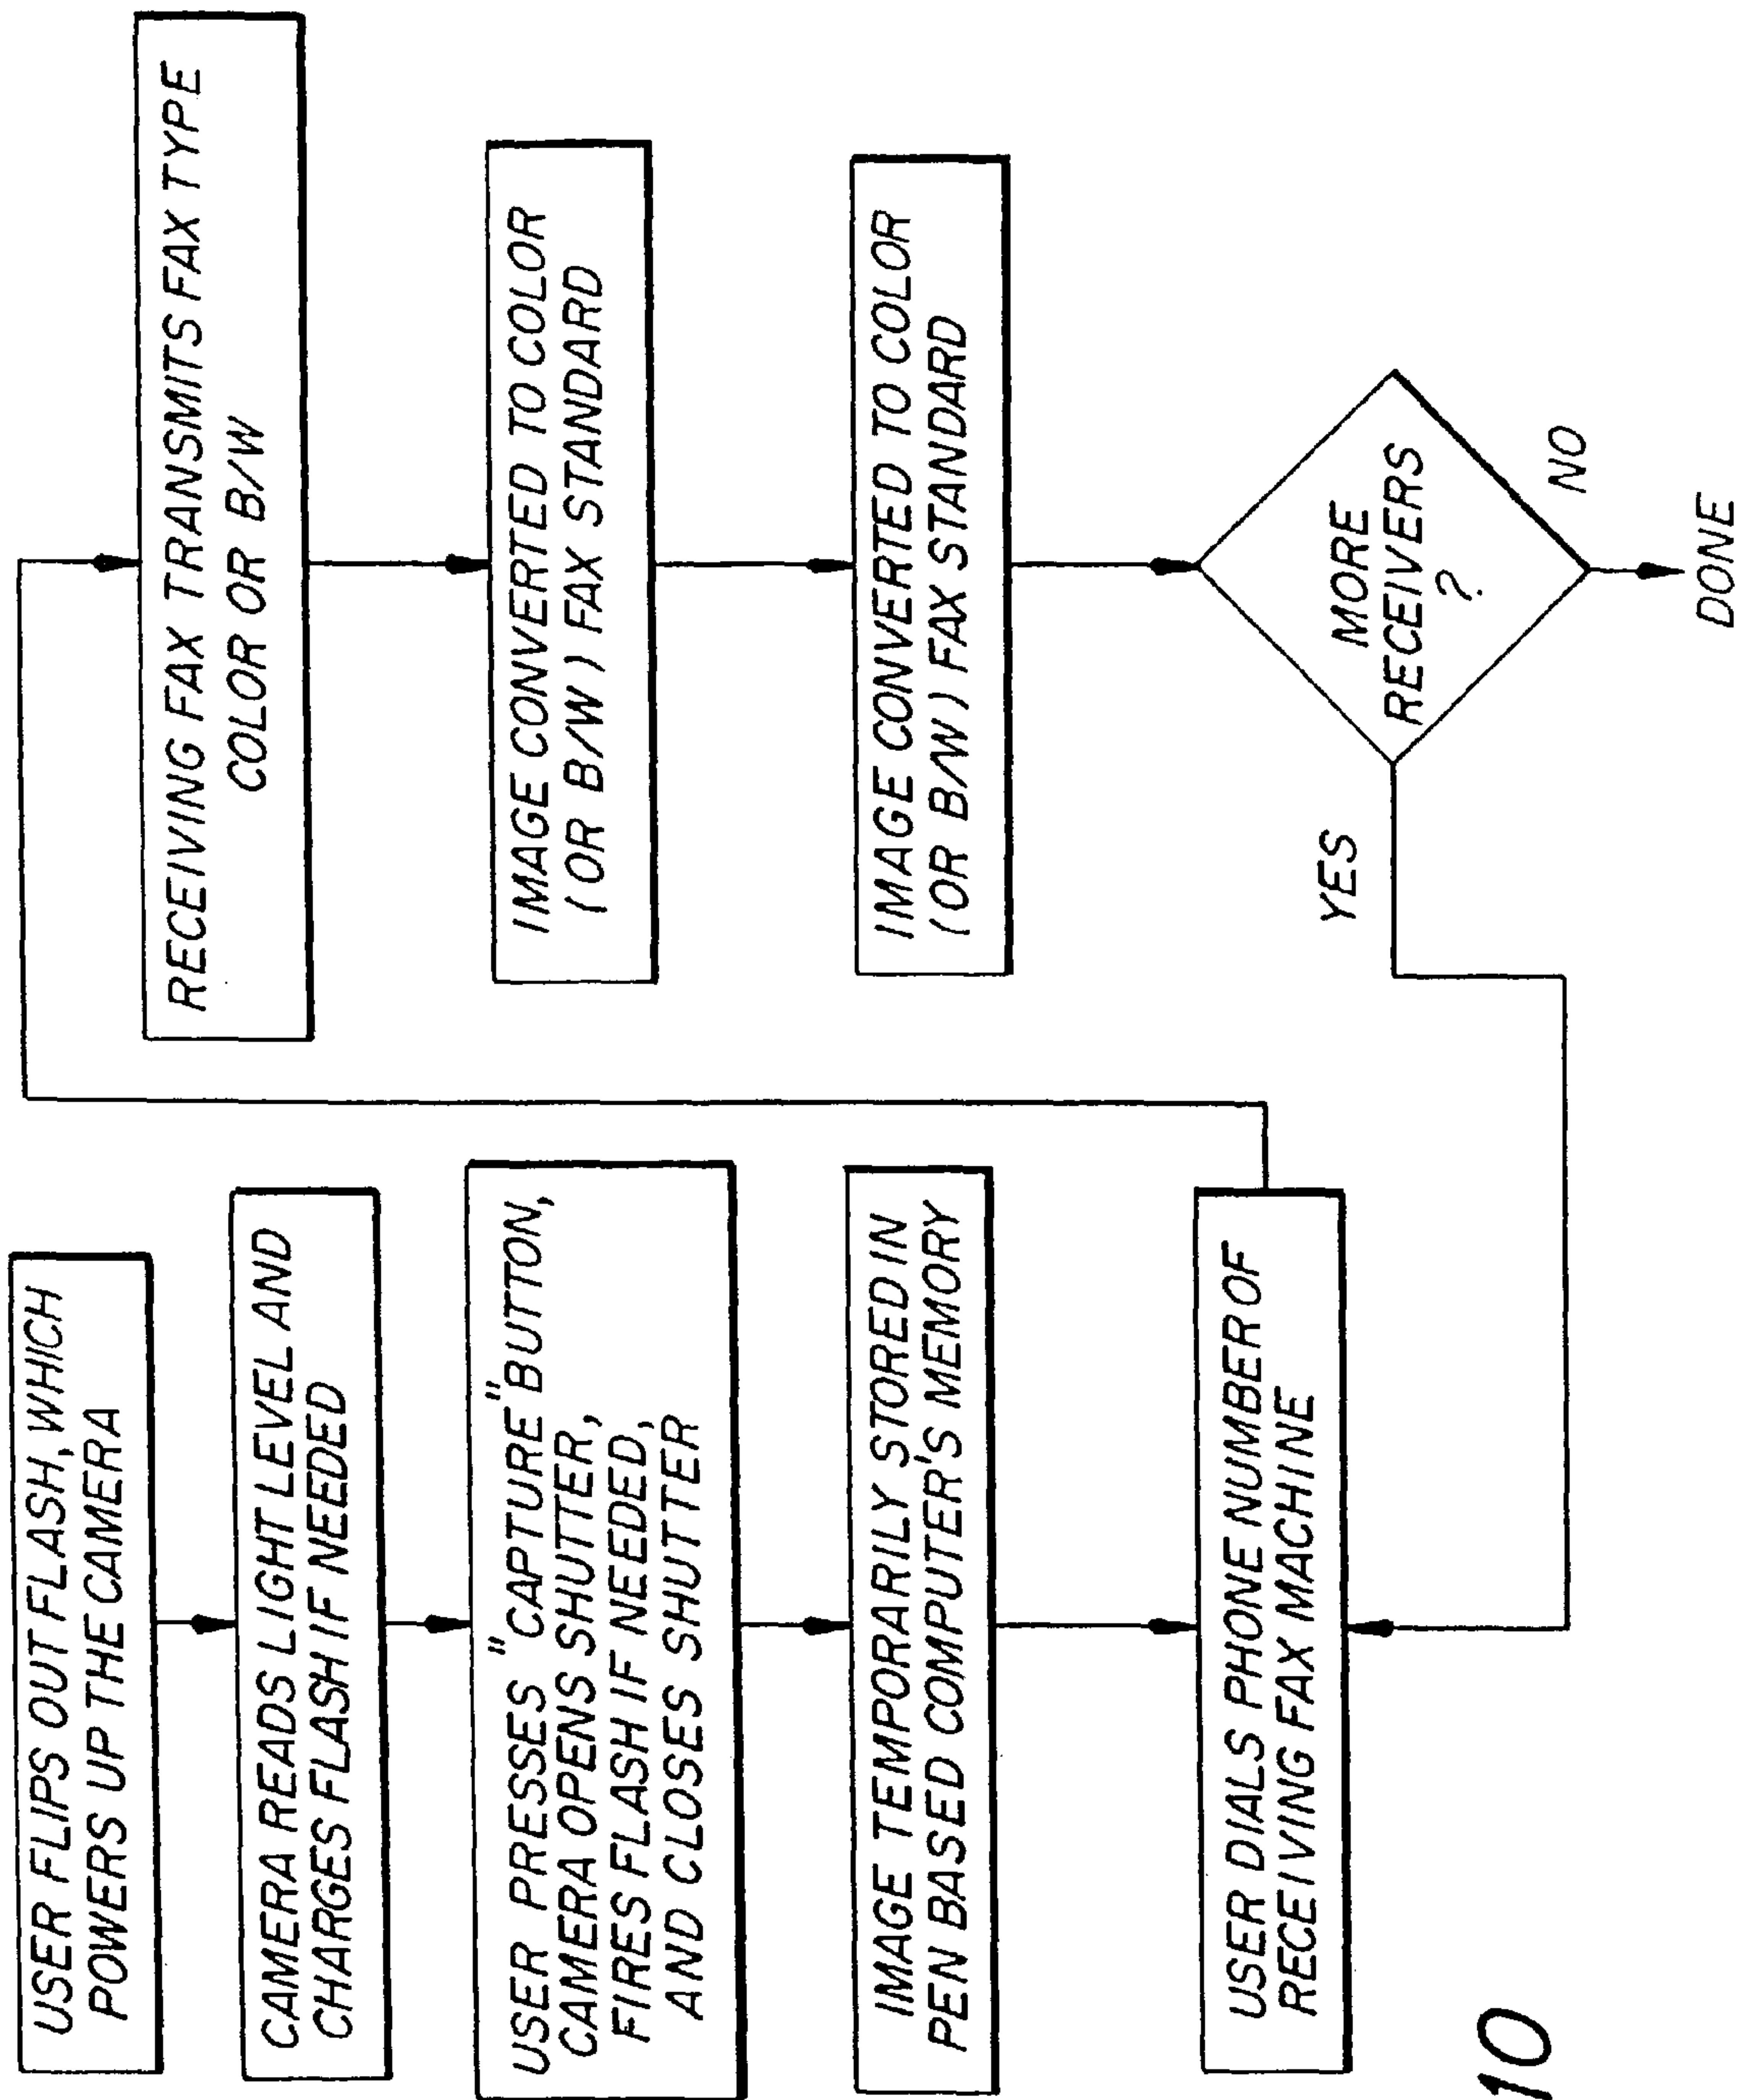 USER FLIPS OUT FLASH, WHICH
POWERS UP THE CAMERA
CAMERA READS LIGHT LEVEL AND
CHARGES FLASH IF NEEDED
USER PRESSES "CAPTURE" BUTTON,
CAMERA OPENS SHUTTER,
FIRES FLASH IF NEEDED,
AND CLOSES SHUTTER
IMAGE TEMPORARILY STORED IN
PEN BASED COMPUTER'S MEMORY
USER DIALS PHONE NUMBER OF
RECEIVING FAX MACHINE
RECEIVING FAX TRANSMITS FAX TYPE
COLOR OR B/W
IMAGE CONVERTED TO COLOR
(OR B/W) FAX STANDARD
IMAGE CONVERTED TO COLOR
(OR B/W) FAX STANDARD
MORE
RECEIVERS
?
YES
NO
DONE
10